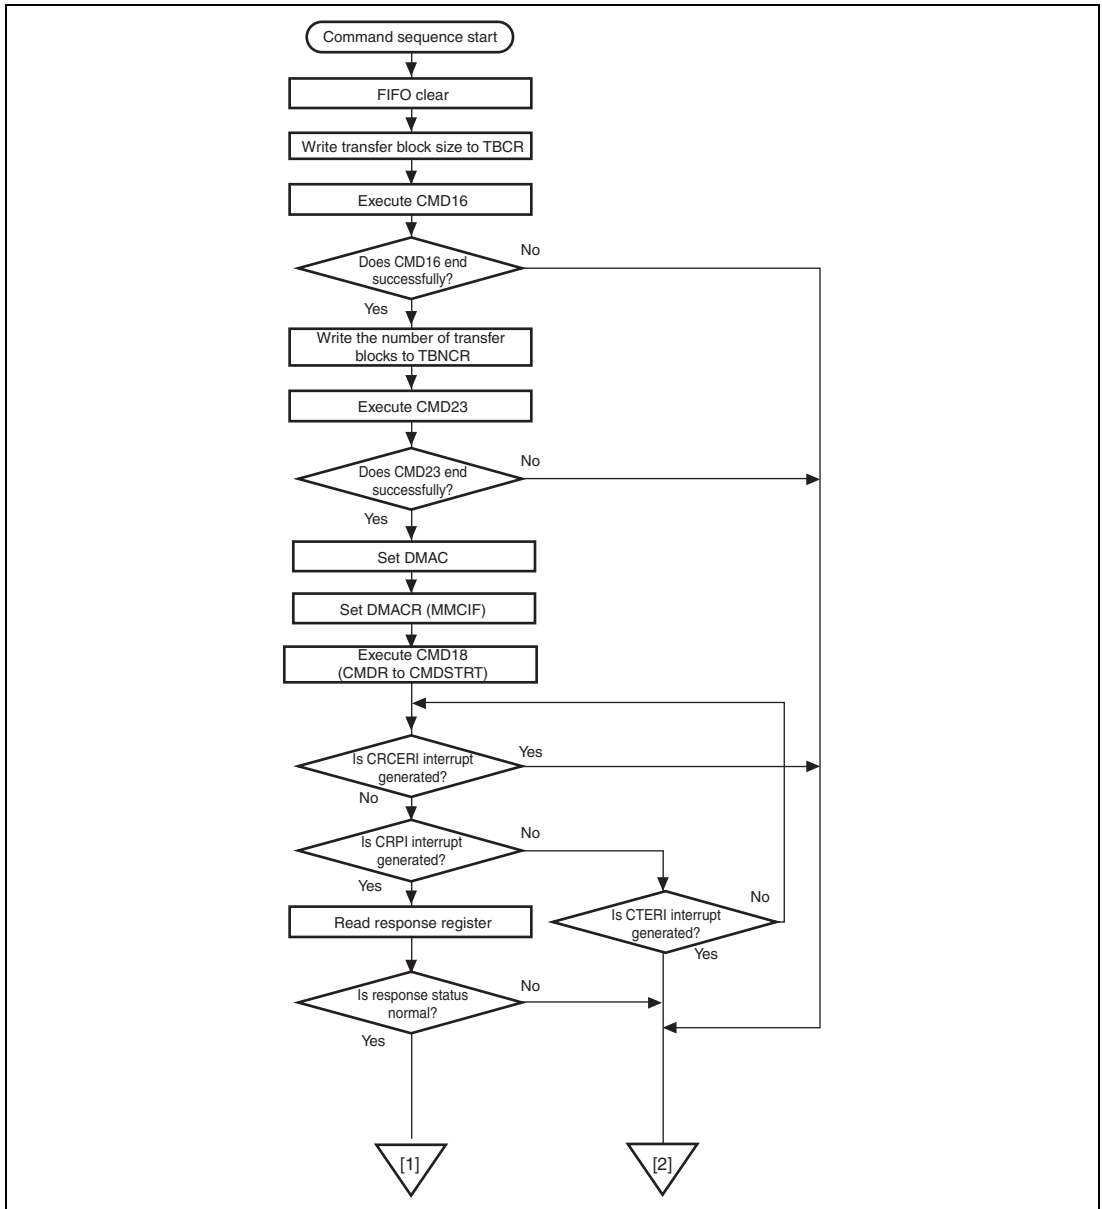 Command sequence start
FIFO clear
Write transfer block size to TBCR
Execute CMD16
Does CMD16 end
successfully?
No
Yes
Write the number of transfer
blocks to TBNCR
Execute CMD23
Does CMD23 end
successfully?
No
Yes
Set DMAC
Set DMACR (MMCIF)
Execute CMD18
(CMDR to CMDSTRT)
Is CRCERI interrupt
generated?
Yes
No
Is CRPI interrupt
generated?
No
Yes
Read response register
Is CTERI interrupt
generated?
No
Yes
Is response status
normal?
No
Yes
[1]
[2]